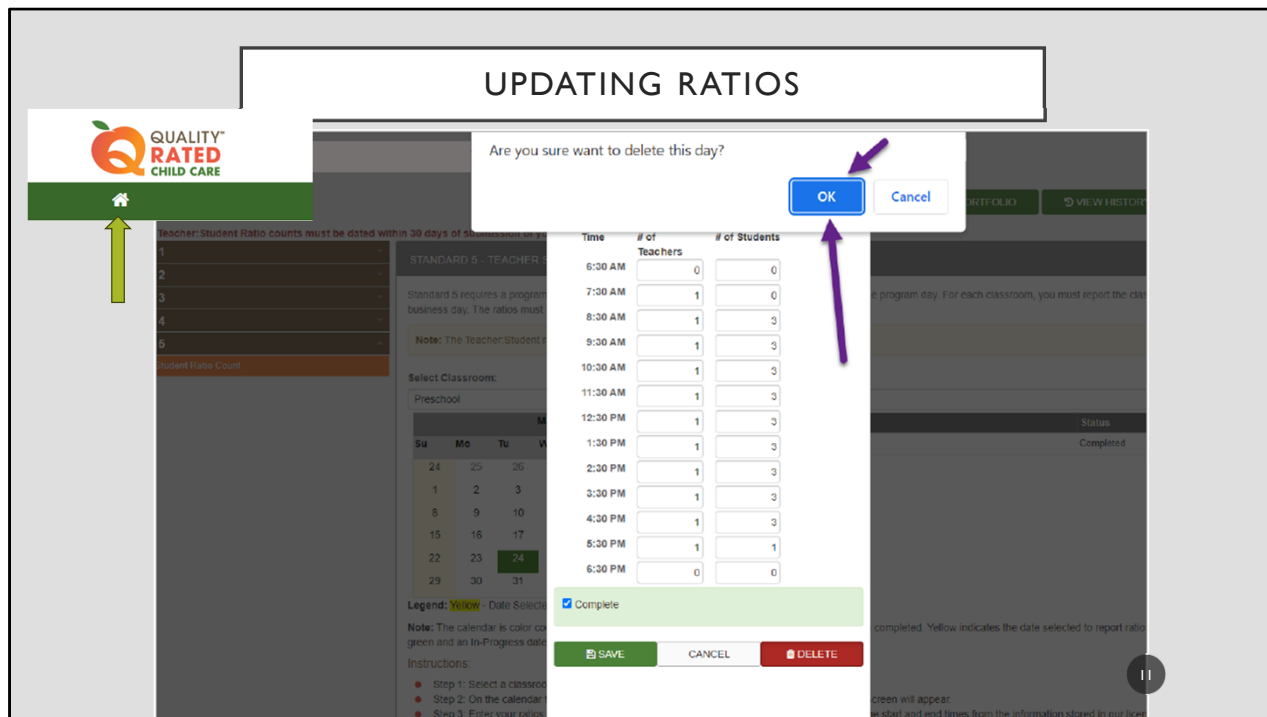 UPDATING RATIOS
QUALITY™
RATED
CHILD CARE
Are you sure want to delete this day?
OK
Cancel
VIEW HISTOR
Teacher:Student Ratio counts must be dated within 30 days of submission of yo
1
2
3
4
5
Student Ratio Count
STANDARD 5 - TEACHER S
Standard 5 requires a program
e program day. For each classroom, you must report the clas
business day. The ratios must
Note: The Teacher:Student r
Select Classroom:
Preschool
M
Su Mo Tu W
24 25 26
1 2 3
8 9 10
15 16 17
22 23 24
29 30 31
Status
Completed
Time # of Teachers # of Students
6:30 AM 0 0
7:30 AM 1 0
8:30 AM 1 3
9:30 AM 1 3
10:30 AM 1 3
11:30 AM 1 3
12:30 PM 1 3
1:30 PM 1 3
2:30 PM 1 3
3:30 PM 1 3
4:30 PM 1 3
5:30 PM 1 1
6:30 PM 0 0
Complete
SAVE CANCEL DELETE
Legend: Yellow - Date Selecte
Note: The calendar is color co
completed. Yellow indicates the date selected to report ratio
green and an In-Progress date
Instructions:
Step 1: Select a classroo
Step 2: On the calendar
creen will appear.
Step 3: Enter your ratios
e start and end times from the information stored in our licen
11